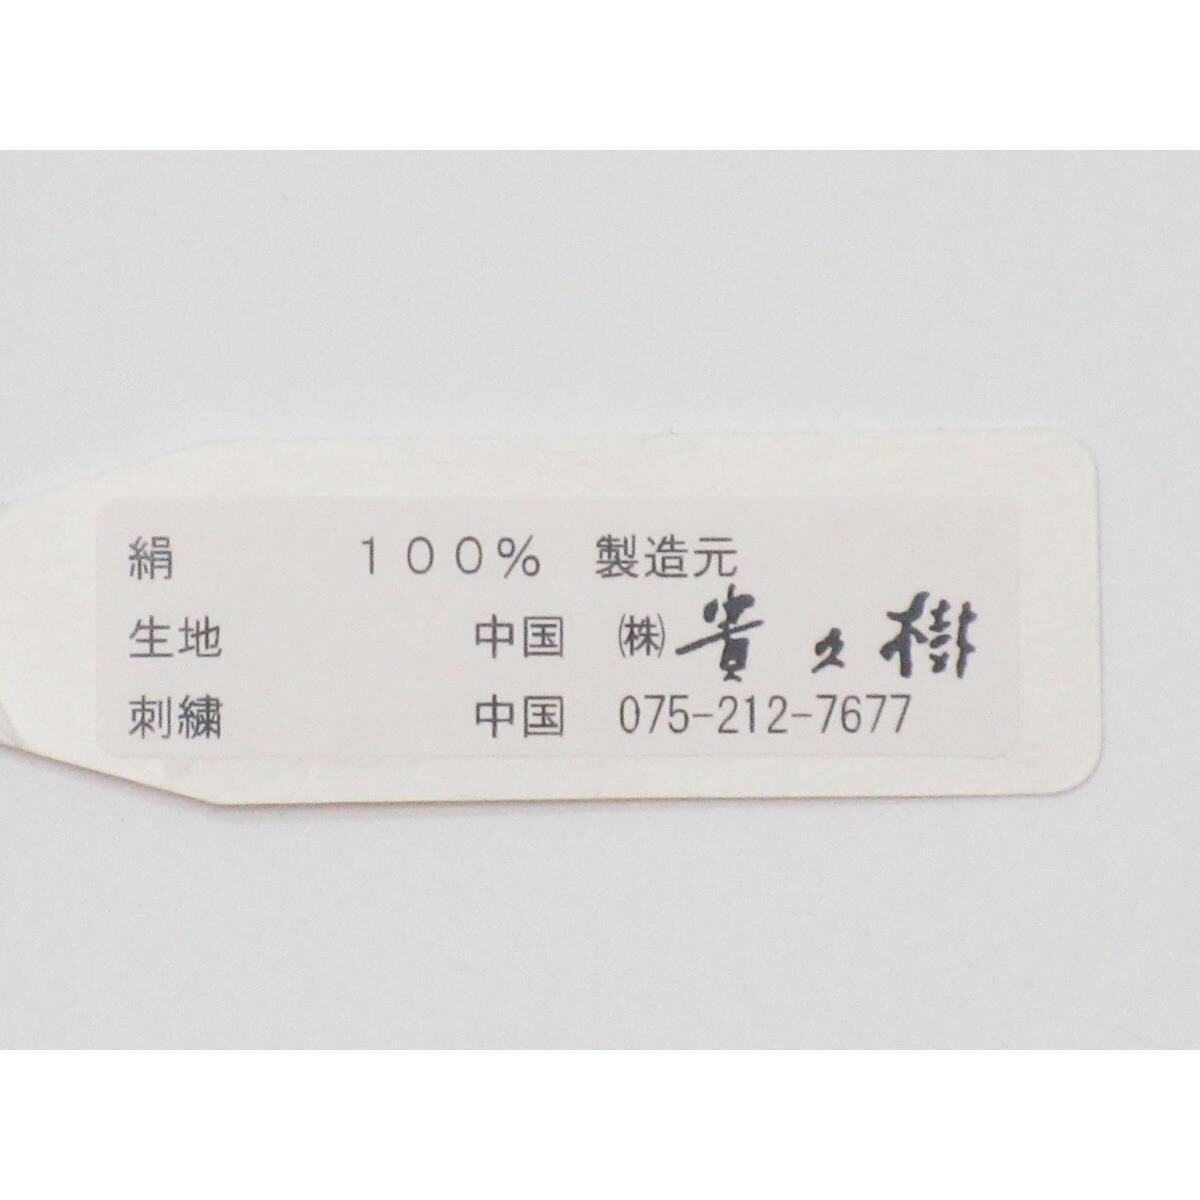 絹 １００％ 製造元
生地 中国 ㈱貴久樹
刺繍 中国 075-212-7677